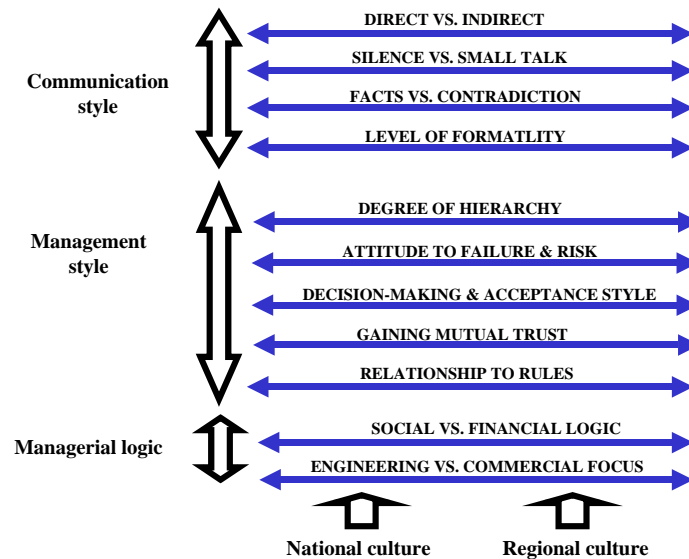 DIRECT VS. INDIRECT
SILENCE VS. SMALL TALK
Communication
style
FACTS VS. CONTRADICTION
LEVEL OF FORMATLITY
DEGREE OF HIERARCHY
Management
style
ATTITUDE TO FAILURE & RISK
DECISION-MAKING & ACCEPTANCE STYLE
GAINING MUTUAL TRUST
RELATIONSHIP TO RULES
SOCIAL VS. FINANCIAL LOGIC
Managerial logic
ENGINEERING VS. COMMERCIAL FOCUS
National culture
Regional culture